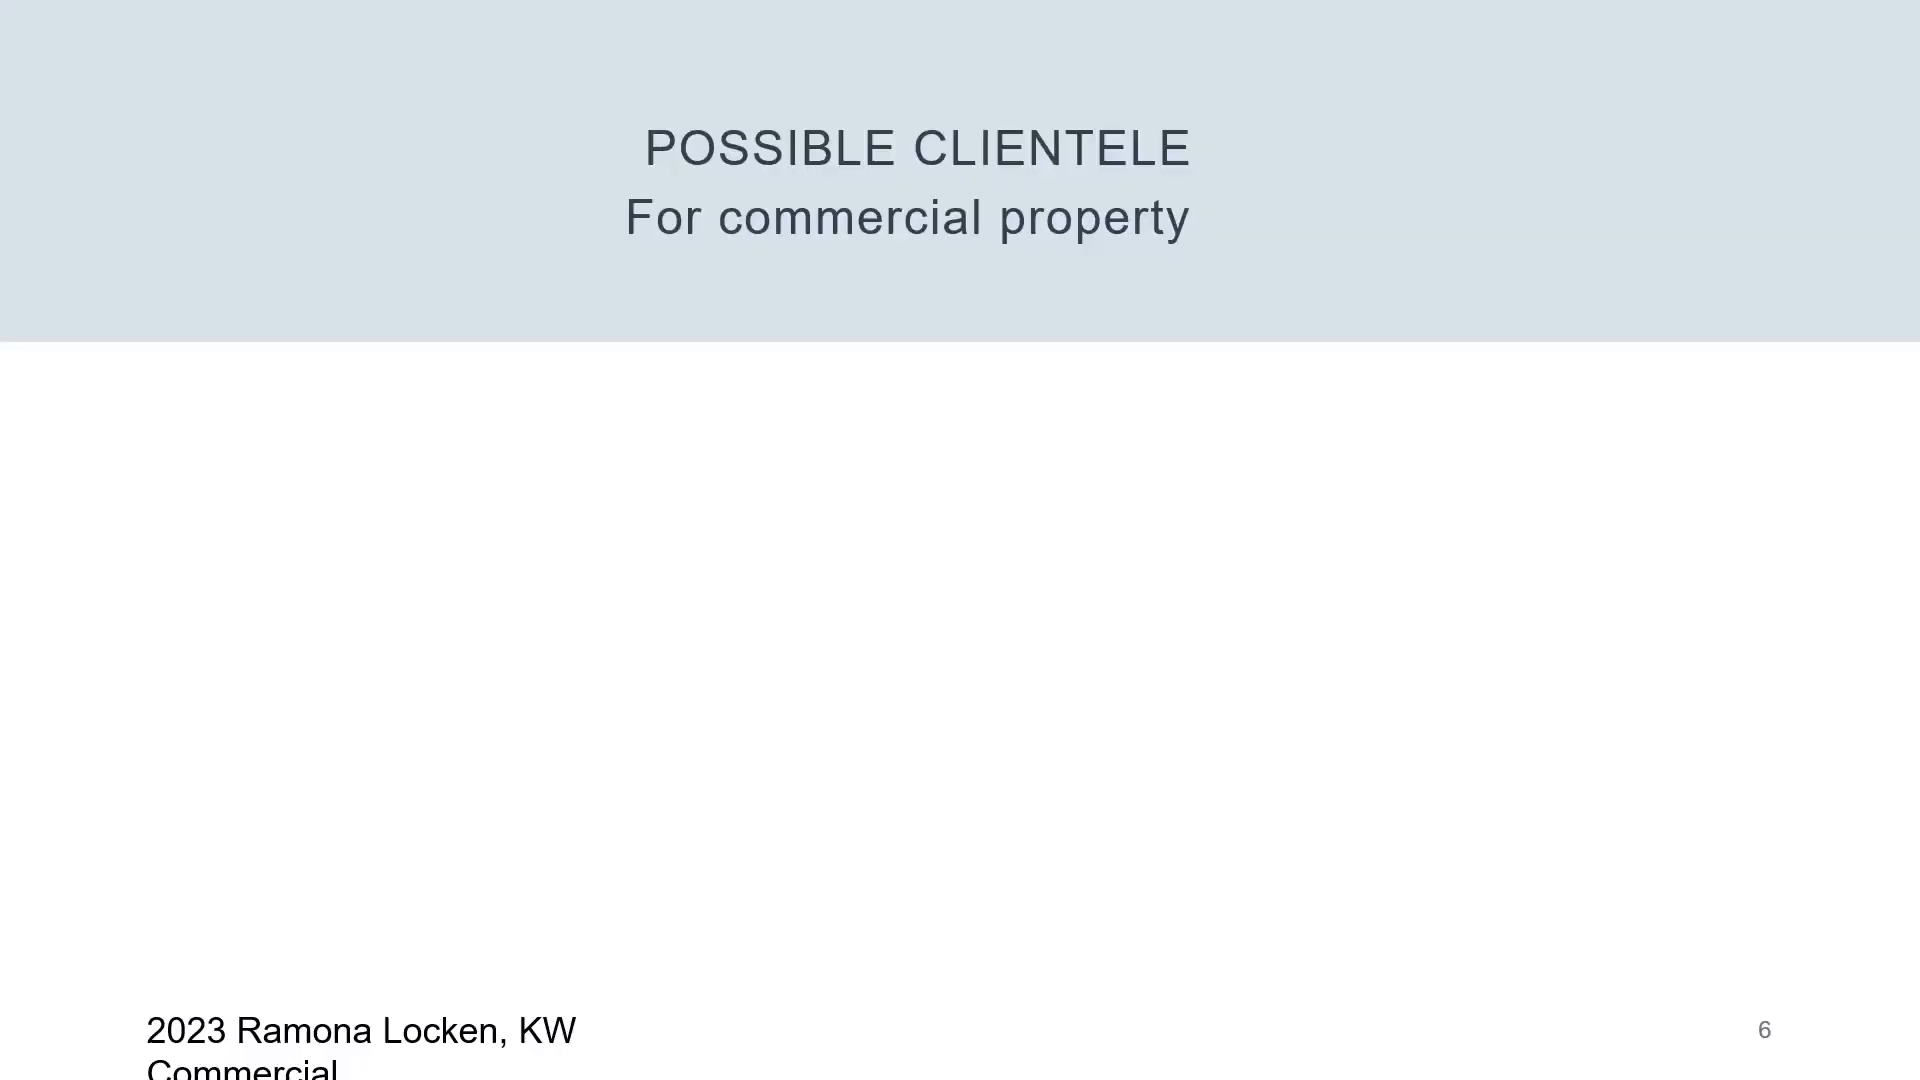 POSSIBLE CLIENTELE
For commercial property
2023 Ramona Locken, KW
Commercial
6